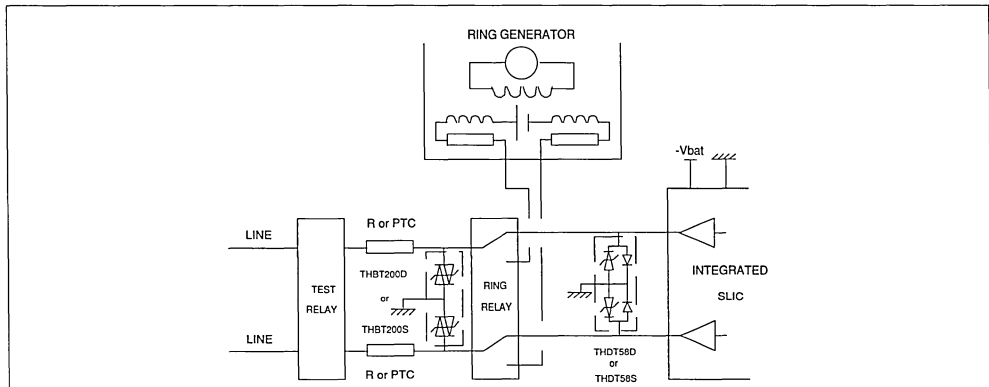 RING GENERATOR
-Vbat
R or PTC
LINE
THBT200D
or
THBT200S
TEST
RELAY
RING
RELAY
INTEGRATED
SLIC
LINE
R or PTC
THDT58D
or
THDT58S